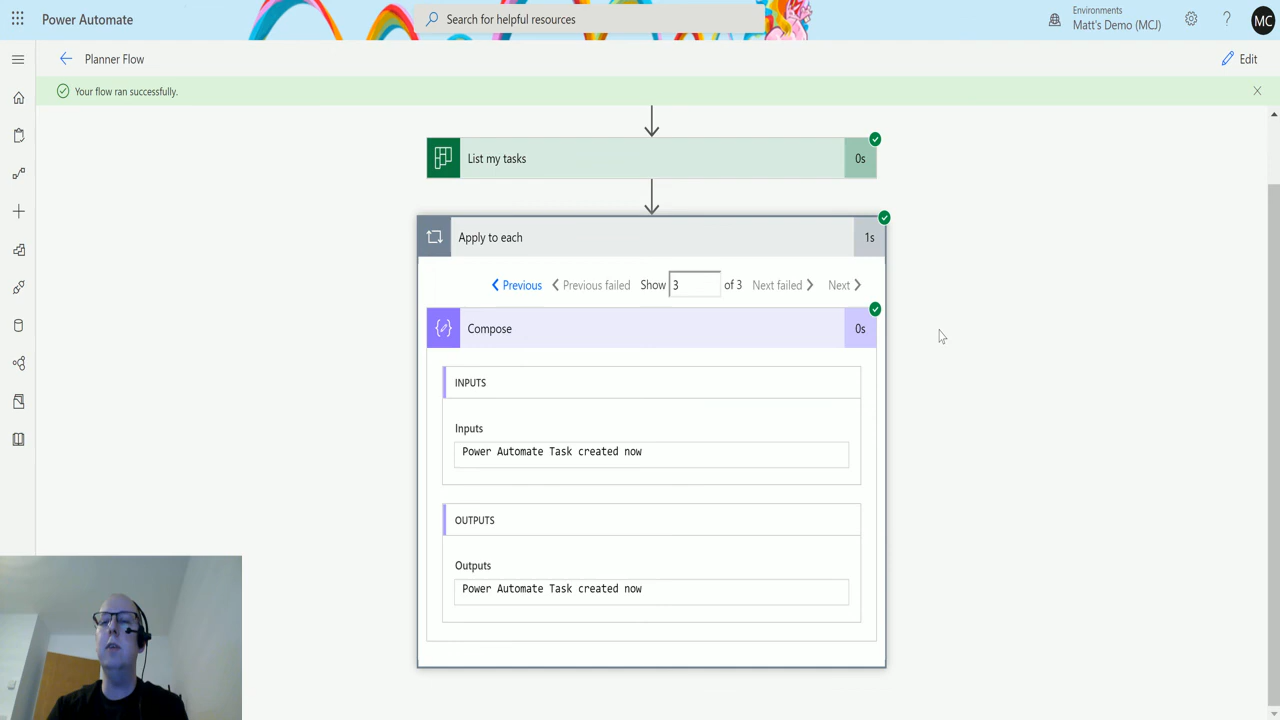 Power Automate
Search for helpful resources
Environments
Matt's Demo (MCJ)
?
MC
Planner Flow
Edit
Your flow ran successfully.
List my tasks
0s
Apply to each
1s
Previous
Previous failed
Show 3 of 3
Next failed
Next
Compose
0s
INPUTS
Inputs
Power Automate Task created now
OUTPUTS
Outputs
Power Automate Task created now